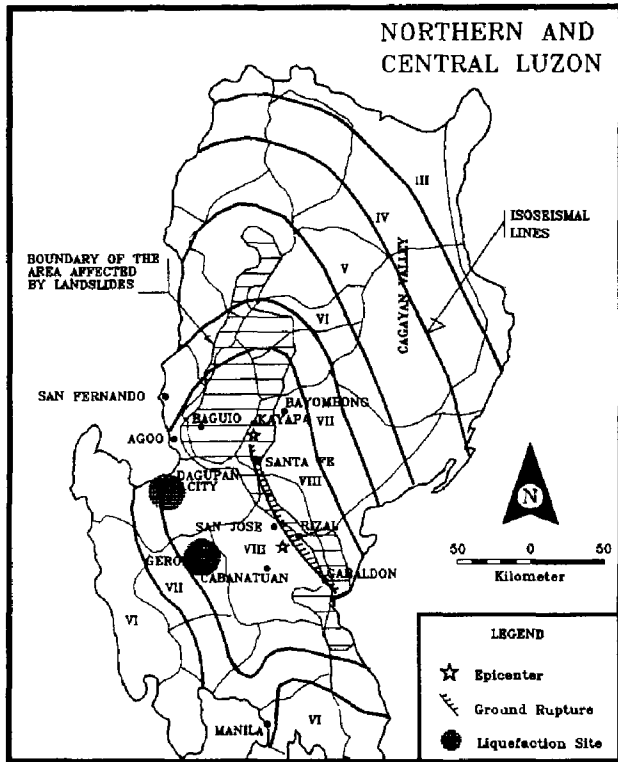 NORTHERN AND
CENTRAL LUZON
III
IV
ISOSEISMAL
LINES
V
BOUNDARY OF THE
AREA AFFECTED
BY LANDSLIDES
CAGAYAN VALLEY
VI
SAN FERNANDO
BAYOMBONG
BAGUIO
KAYAPA
VII
AGOO
SANTA FE
DAGUPAN
CITY
VIII
N
SAN JOSE
RIZAL
50 0 50
Kilometer
VIII
GERO
CABANATUAN
GABALDON
VII
VI
LEGEND
Epicenter
Ground Rupture
Liquefaction Site
MANILA
VI